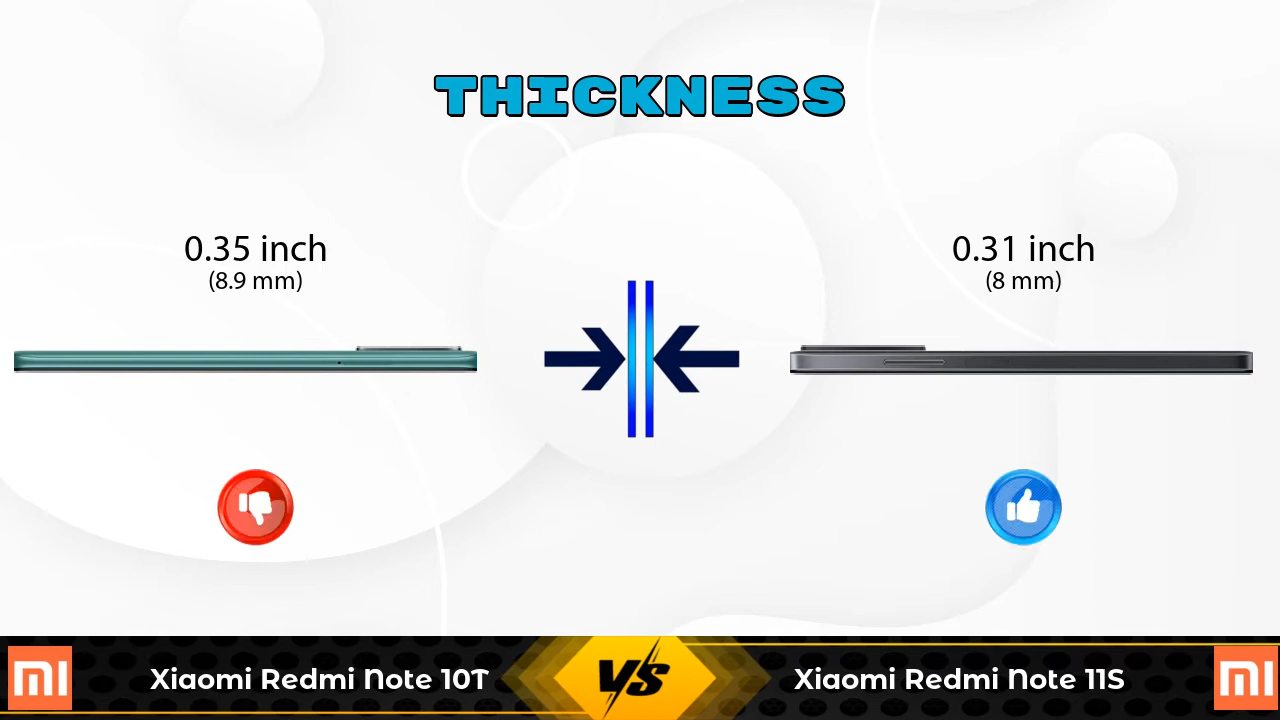 THICKNESS
0.35 inch
(8.9 mm)
0.31 inch
(8 mm)
mi
Xiaomi Redmi Note 10T
VS
Xiaomi Redmi Note 11S
mi